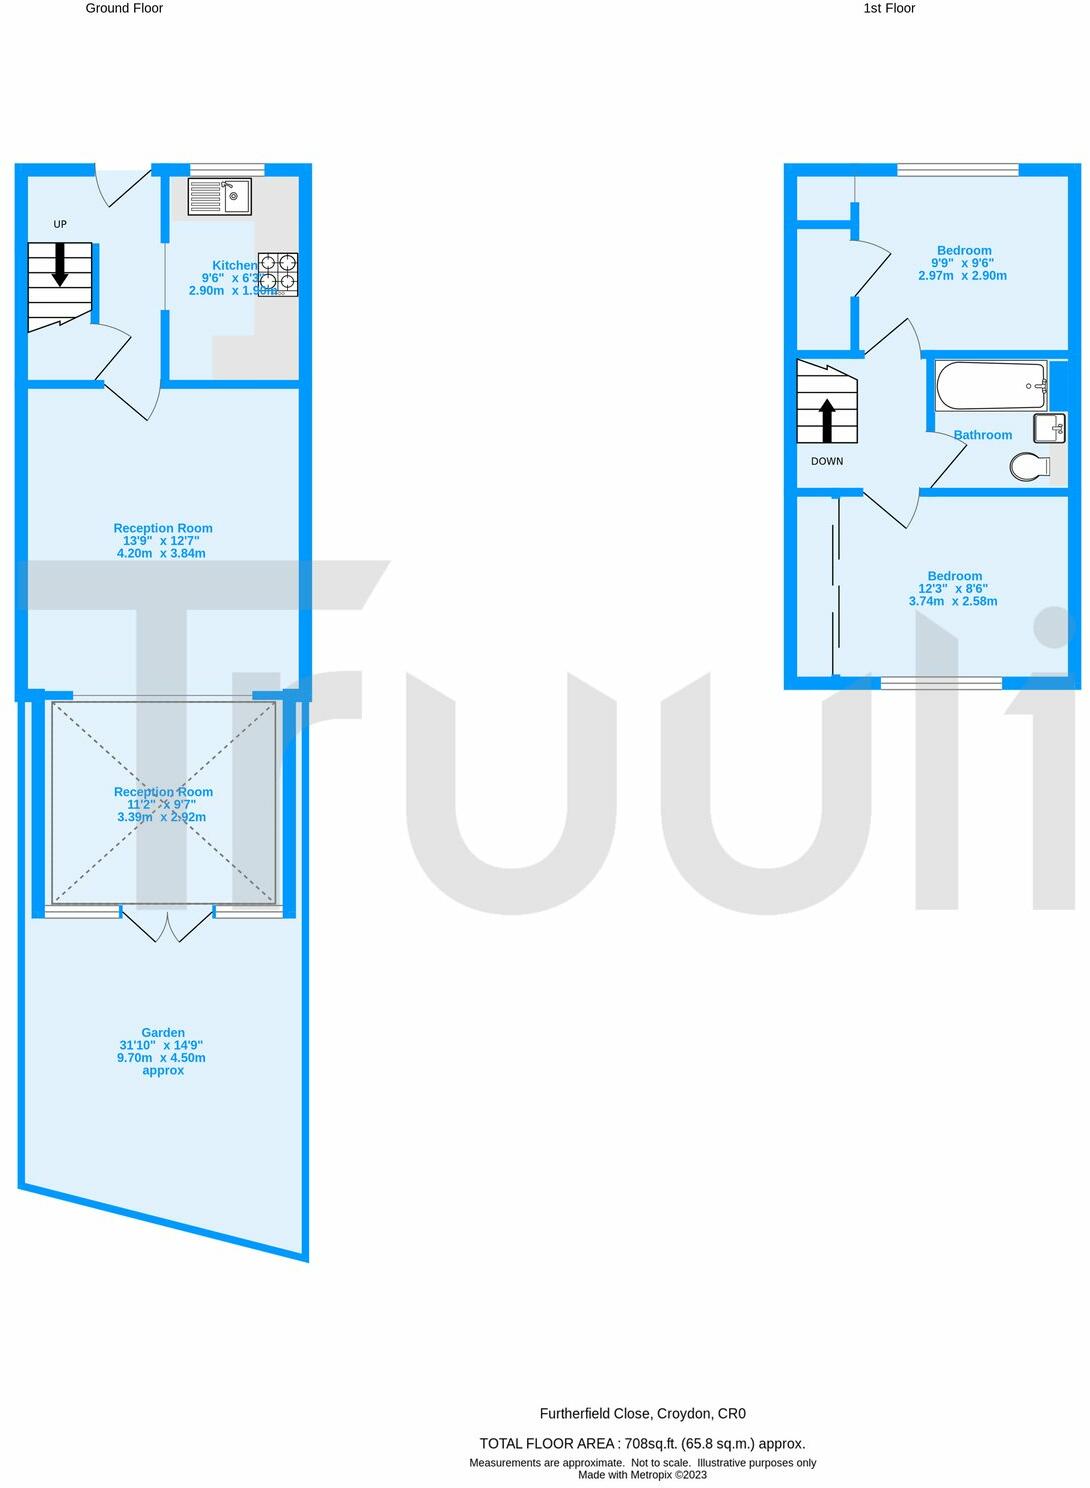 Ground Floor
1st Floor
UP
Kitchen
9'6" x 6'3"
2.90m x 1.90m
Reception Room
13'9" x 12'7"
4.20m x 3.84m
Reception Room
11'2" x 9'7"
3.39m x 2.92m
Garden
31'10" x 14'9"
9.70m x 4.50m
approx
Bedroom
9'9" x 9'6"
2.97m x 2.90m
Bathroom
DOWN
Bedroom
12'3" x 8'6"
3.74m x 2.58m
Truuli
Furtherfield Close, Croydon, CR0
TOTAL FLOOR AREA : 708sq.ft. (65.8 sq.m.) approx.
Measurements are approximate. Not to scale. Illustrative purposes only
Made with Metropix ©2023